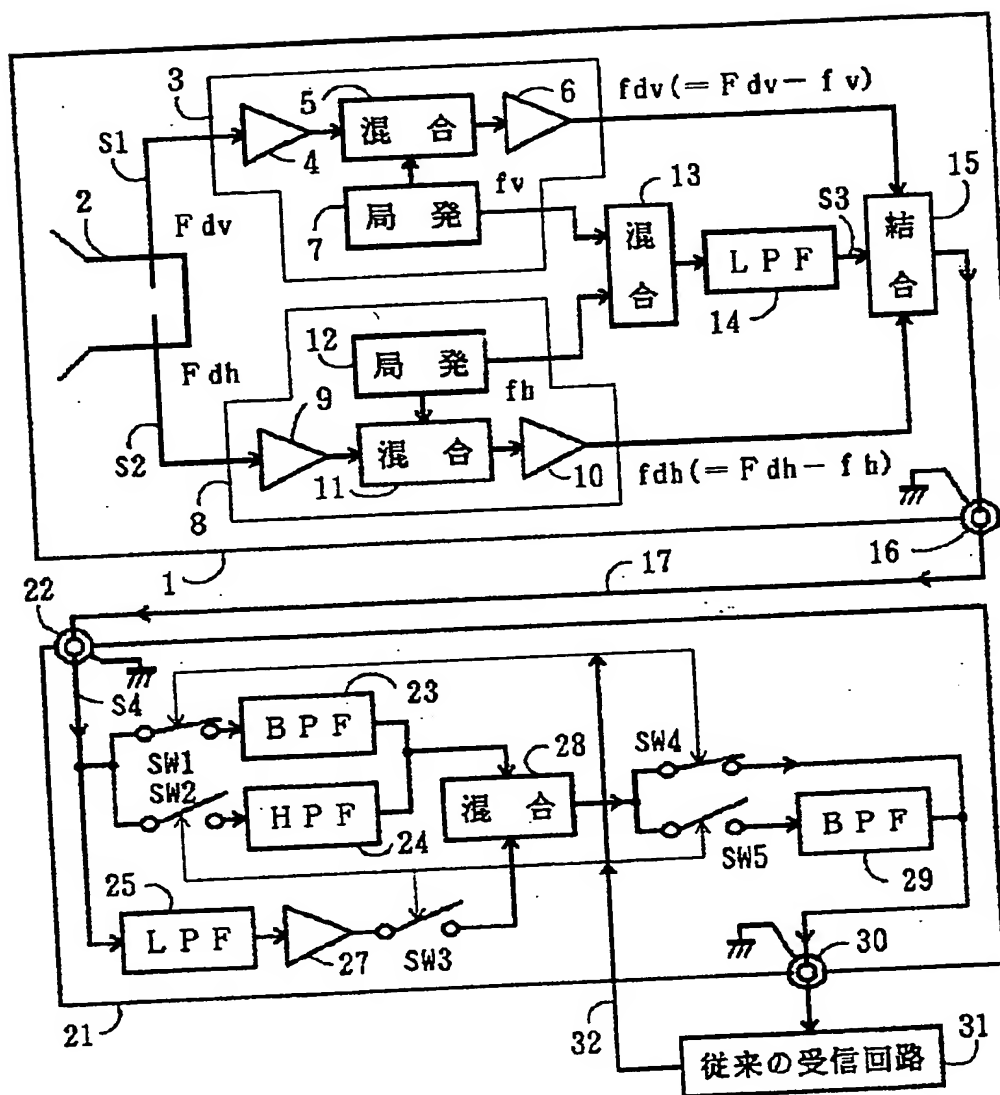 3
5
6
fdv(=Fdv－fv)
混合
S1
4
fv
13
15
2
Fdv
7
局発
S3
混合
LPF
結合
14
12
局発
Fdh
fh
9
S2
混合
11
10
fdh(=Fdh－fh)
8
16
1
17
22
S4
23
BPF
SW1
SW2
28
SW4
混合
HPF
24
BPF
SW5
29
25
LPF
27
SW3
30
21
32
従来の受信回路
31